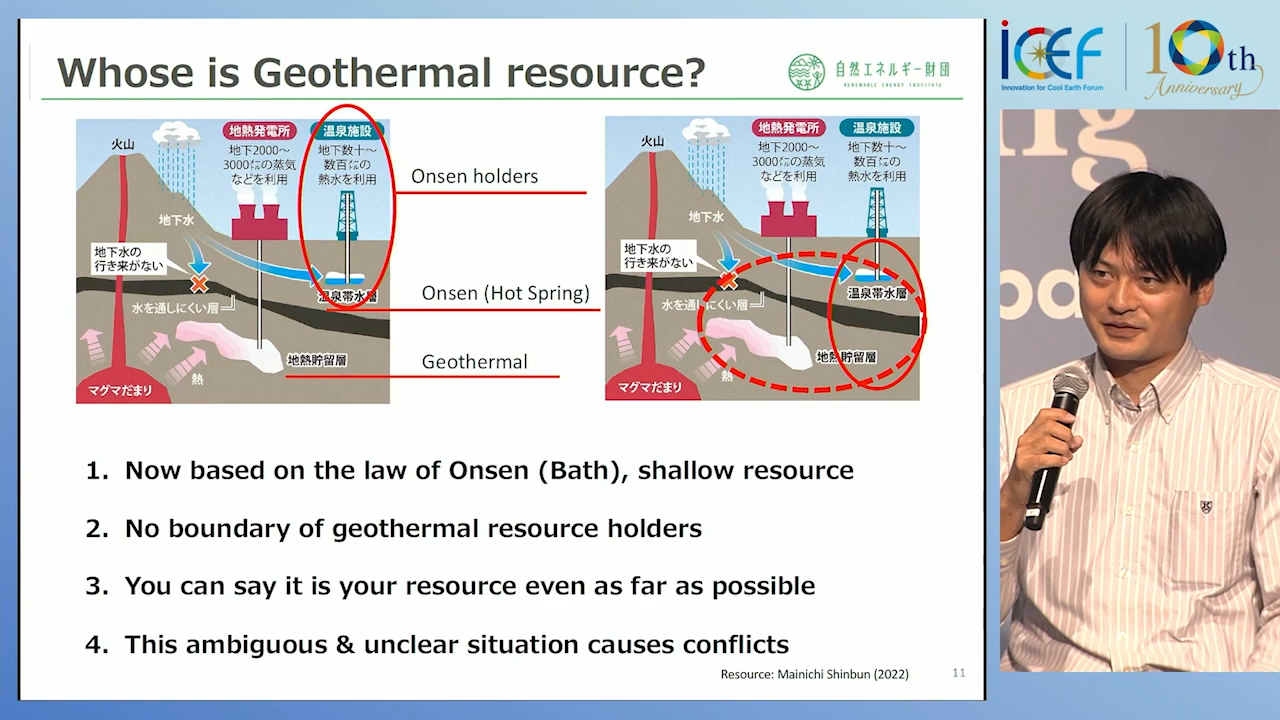 Whose is Geothermal resource?
自然エネルギー財団
RENEWABLE ENERGY INSTITUTE
iCEF
Innovation for Cool Earth Forum
10th
Anniversary
火山
地熱発電所
地下2000〜
3000㍍の蒸気
などを利用
温泉施設
地下数十〜
数百㍍の
熱水を利用
地下水
地下水の
行き来がない
水を通しにくい層
温泉帯水層
地熱貯留層
熱
マグマだまり
Onsen holders
Onsen (Hot Spring)
Geothermal
火山
地熱発電所
地下2000〜
3000㍍の蒸気
などを利用
温泉施設
地下数十〜
数百㍍の
熱水を利用
地下水
地下水の
行き来がない
水を通しにくい層
温泉帯水層
地熱貯留層
熱
マグマだまり
1. Now based on the law of Onsen (Bath), shallow resource
2. No boundary of geothermal resource holders
3. You can say it is your resource even as far as possible
4. This ambiguous & unclear situation causes conflicts
Resource: Mainichi Shinbun (2022)
11